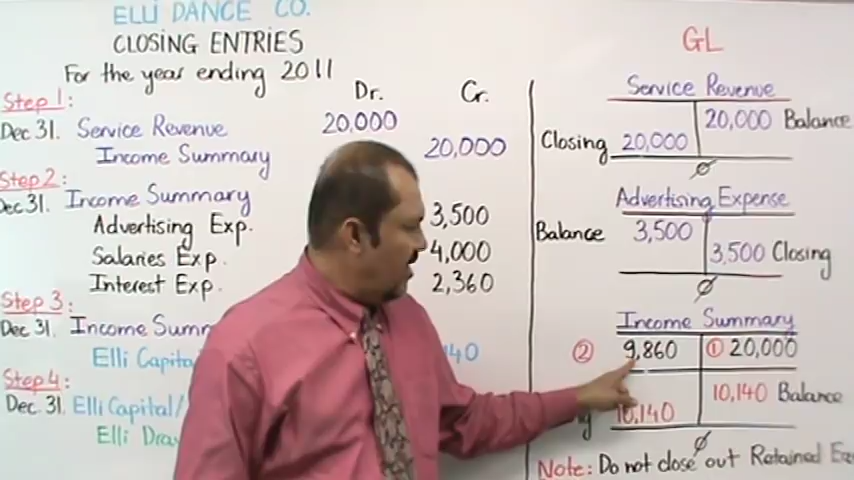 ELLI DANCE CO.
CLOSING ENTRIES
For the year ending 2011
Dr. Cr.
Step 1:
Dec 31. Service Revenue 20,000
Income Summary 20,000
Step 2:
Dec 31. Income Summary
Advertising Exp. 3,500
Salaries Exp. 4,000
Interest Exp. 2,360
Step 3:
Dec 31. Income
Elli
Step 4:
Dec 31. Elli Capital/
Elli
GL
Service Revenue
20,000 Balance
Closing 20,000
Ø
Advertising Expense
Balance 3,500
3,500 Closing
Ø
Income Summary
② 9,860 ① 20,000
10,140 Balance
10,140
Ø
Note: Do not close out Retained